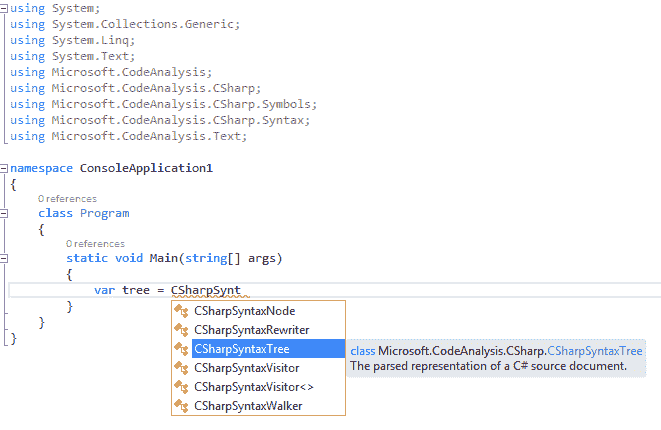 using System;
using System.Collections.Generic;
using System.Linq;
using System.Text;
using Microsoft.CodeAnalysis;
using Microsoft.CodeAnalysis.CSharp;
using Microsoft.CodeAnalysis.CSharp.Symbols;
using Microsoft.CodeAnalysis.CSharp.Syntax;
using Microsoft.CodeAnalysis.Text;
namespace ConsoleApplication1
{
0 references
class Program
{
0 references
static void Main(string[] args)
{
var tree = CSharpSynt
}
}
}
CSharpSyntaxNode
CSharpSyntaxRewriter
CSharpSyntaxTree
CSharpSyntaxVisitor
CSharpSyntaxVisitor<>
CSharpSyntaxWalker
class Microsoft.CodeAnalysis.CSharp.CSharpSyntaxTree
The parsed representation of a C# source document.